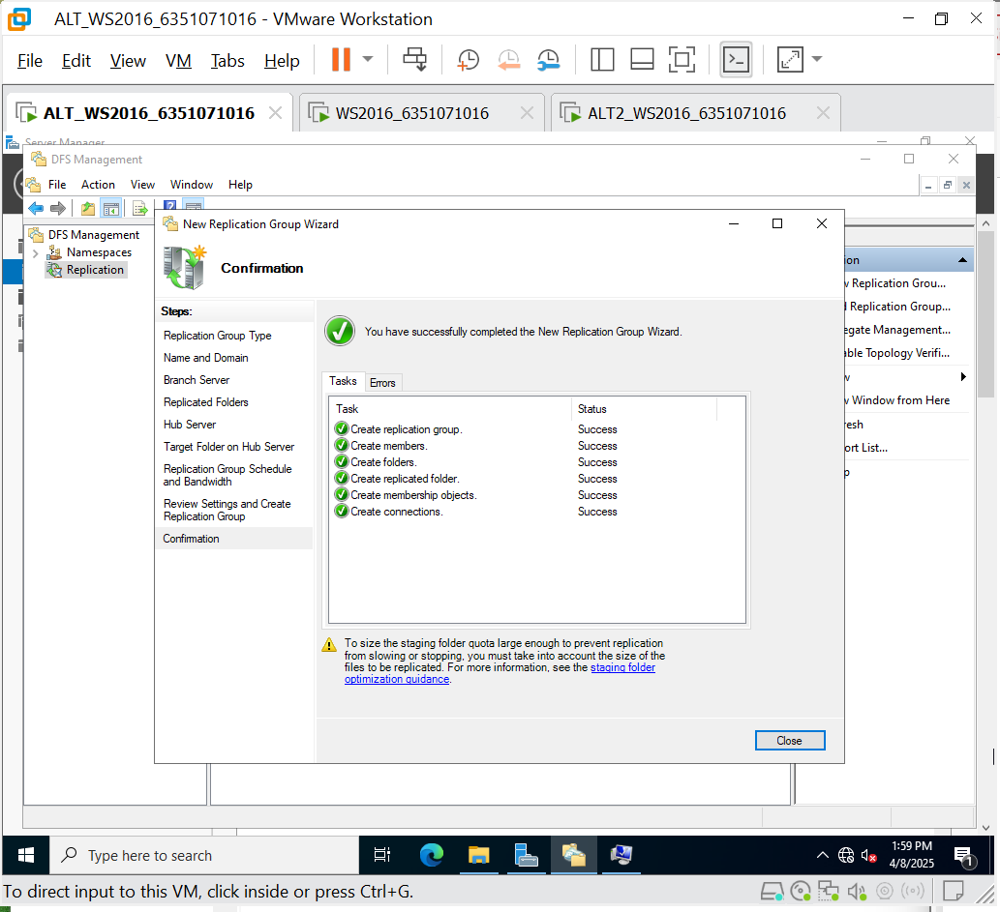 ALT_WS2016_6351071016 - VMware Workstation
File Edit View VM Tabs Help
ALT_WS2016_6351071016
WS2016_6351071016
ALT2_WS2016_6351071016
Server Manager
DFS Management
File Action View Window Help
DFS Management
Namespaces
Replication
New Replication Group Wizard
Confirmation
Steps:
Replication Group Type
Name and Domain
Branch Server
Replicated Folders
Hub Server
Target Folder on Hub Server
Replication Group Schedule
and Bandwidth
Review Settings and Create
Replication Group
Confirmation
You have successfully completed the New Replication Group Wizard.
Tasks Errors
Task Status
Create replication group. Success
Create members. Success
Create folders. Success
Create replicated folder. Success
Create membership objects. Success
Create connections. Success
To size the staging folder quota large enough to prevent replication
from slowing or stopping, you must take into account the size of the
files to be replicated. For more information, see the staging folder
optimization guidance.
Close
ion
v Replication Grou...
Replication Group...
egate Management...
able Topology Verifi...
w
v Window from Here
resh
ort List...
p
Type here to search
1:59 PM
4/8/2025
1
To direct input to this VM, click inside or press Ctrl+G.